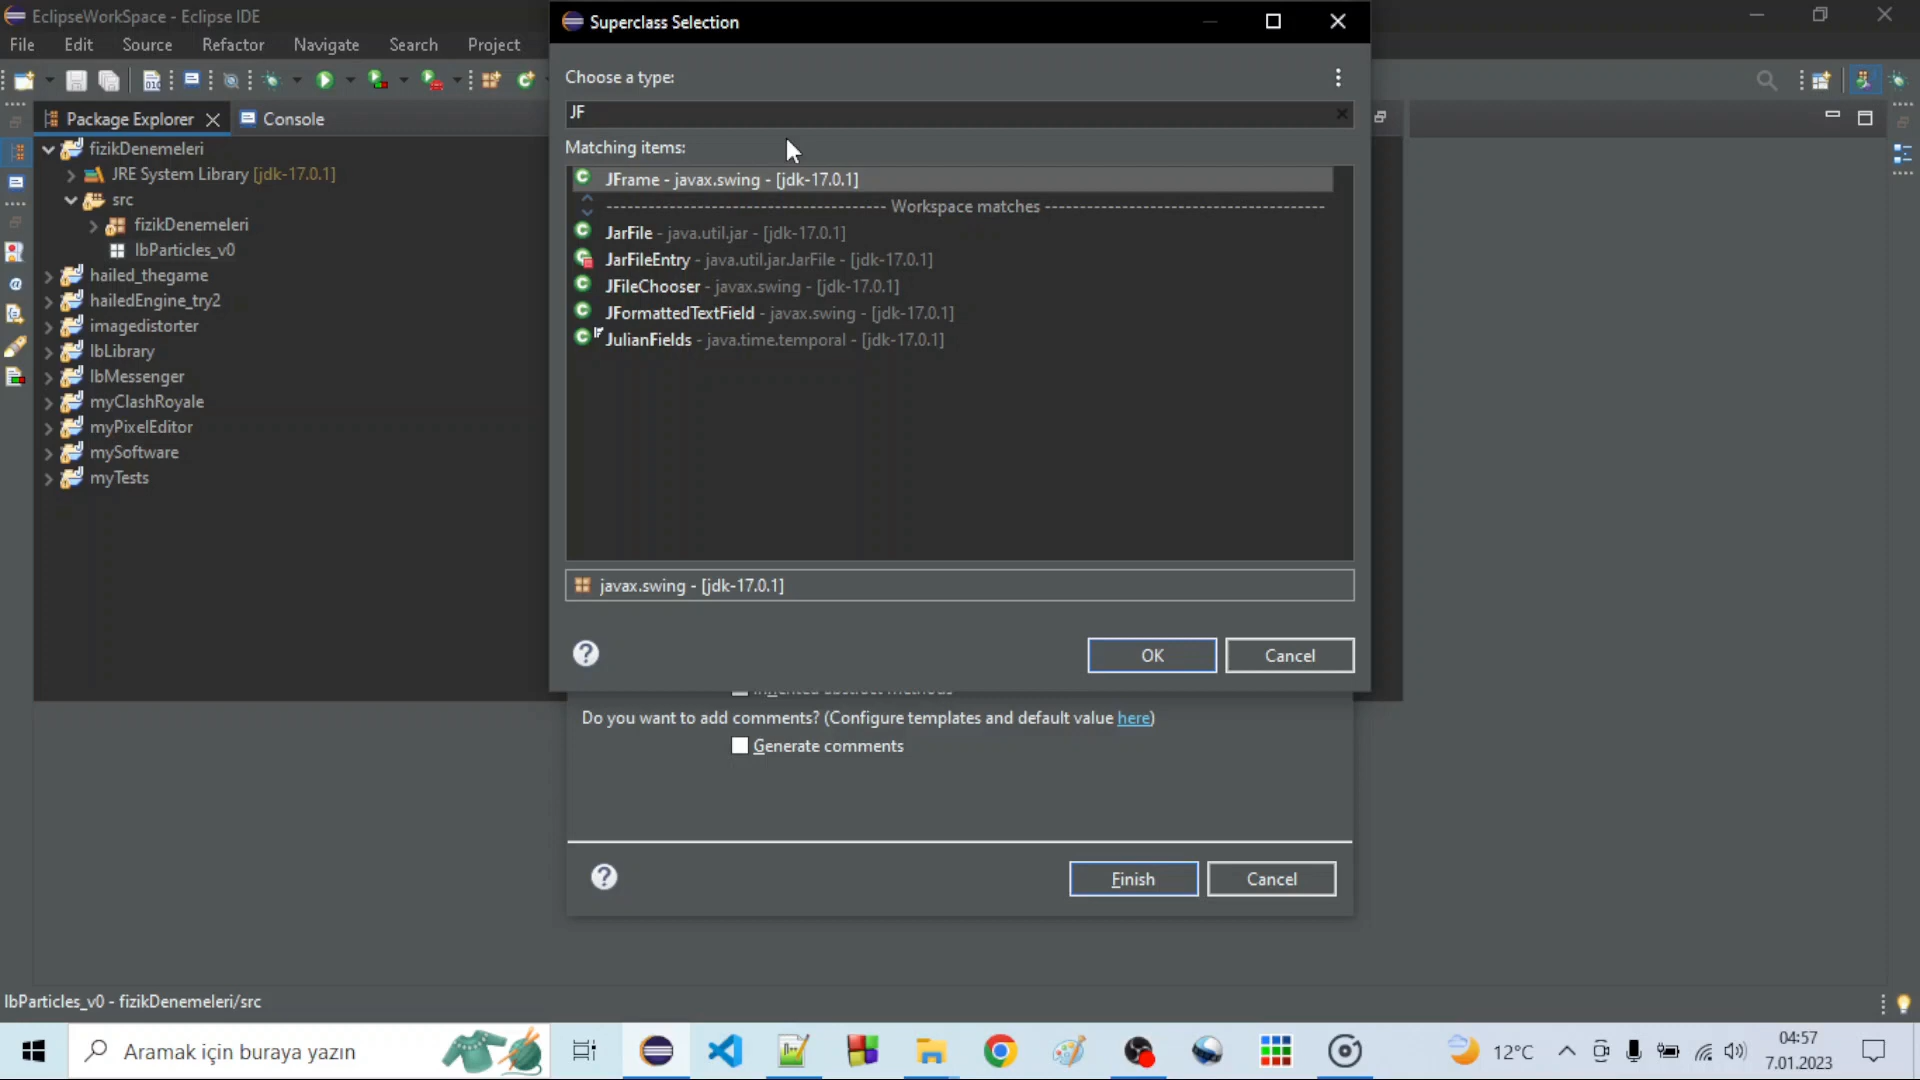 EclipseWorkSpace - Eclipse IDE
File Edit Source Refactor Navigate Search Project
Package Explorer Console
fizikDenemeleri
JRE System Library [jdk-17.0.1]
src
fizikDenemeleri
lbParticles_v0
hailed_thegame
hailedEngine_try2
imagedistorter
lbLibrary
lbMessenger
myClashRoyale
myPixelEditor
mySoftware
myTests
Superclass Selection
Choose a type:
JF
Matching items:
JFrame - javax.swing - [jdk-17.0.1]
Workspace matches
JarFile - java.util.jar - [jdk-17.0.1]
JarFileEntry - java.util.jar.JarFile - [jdk-17.0.1]
JFileChooser - javax.swing - [jdk-17.0.1]
JFormattedTextField - javax.swing - [jdk-17.0.1]
JulianFields - java.time.temporal - [jdk-17.0.1]
javax.swing - [jdk-17.0.1]
OK Cancel
Do you want to add comments? (Configure templates and default value here)
Generate comments
Finish Cancel
lbParticles_v0 - fizikDenemeleri/src
Aramak için buraya yazın
12°C
04:57
7.01.2023